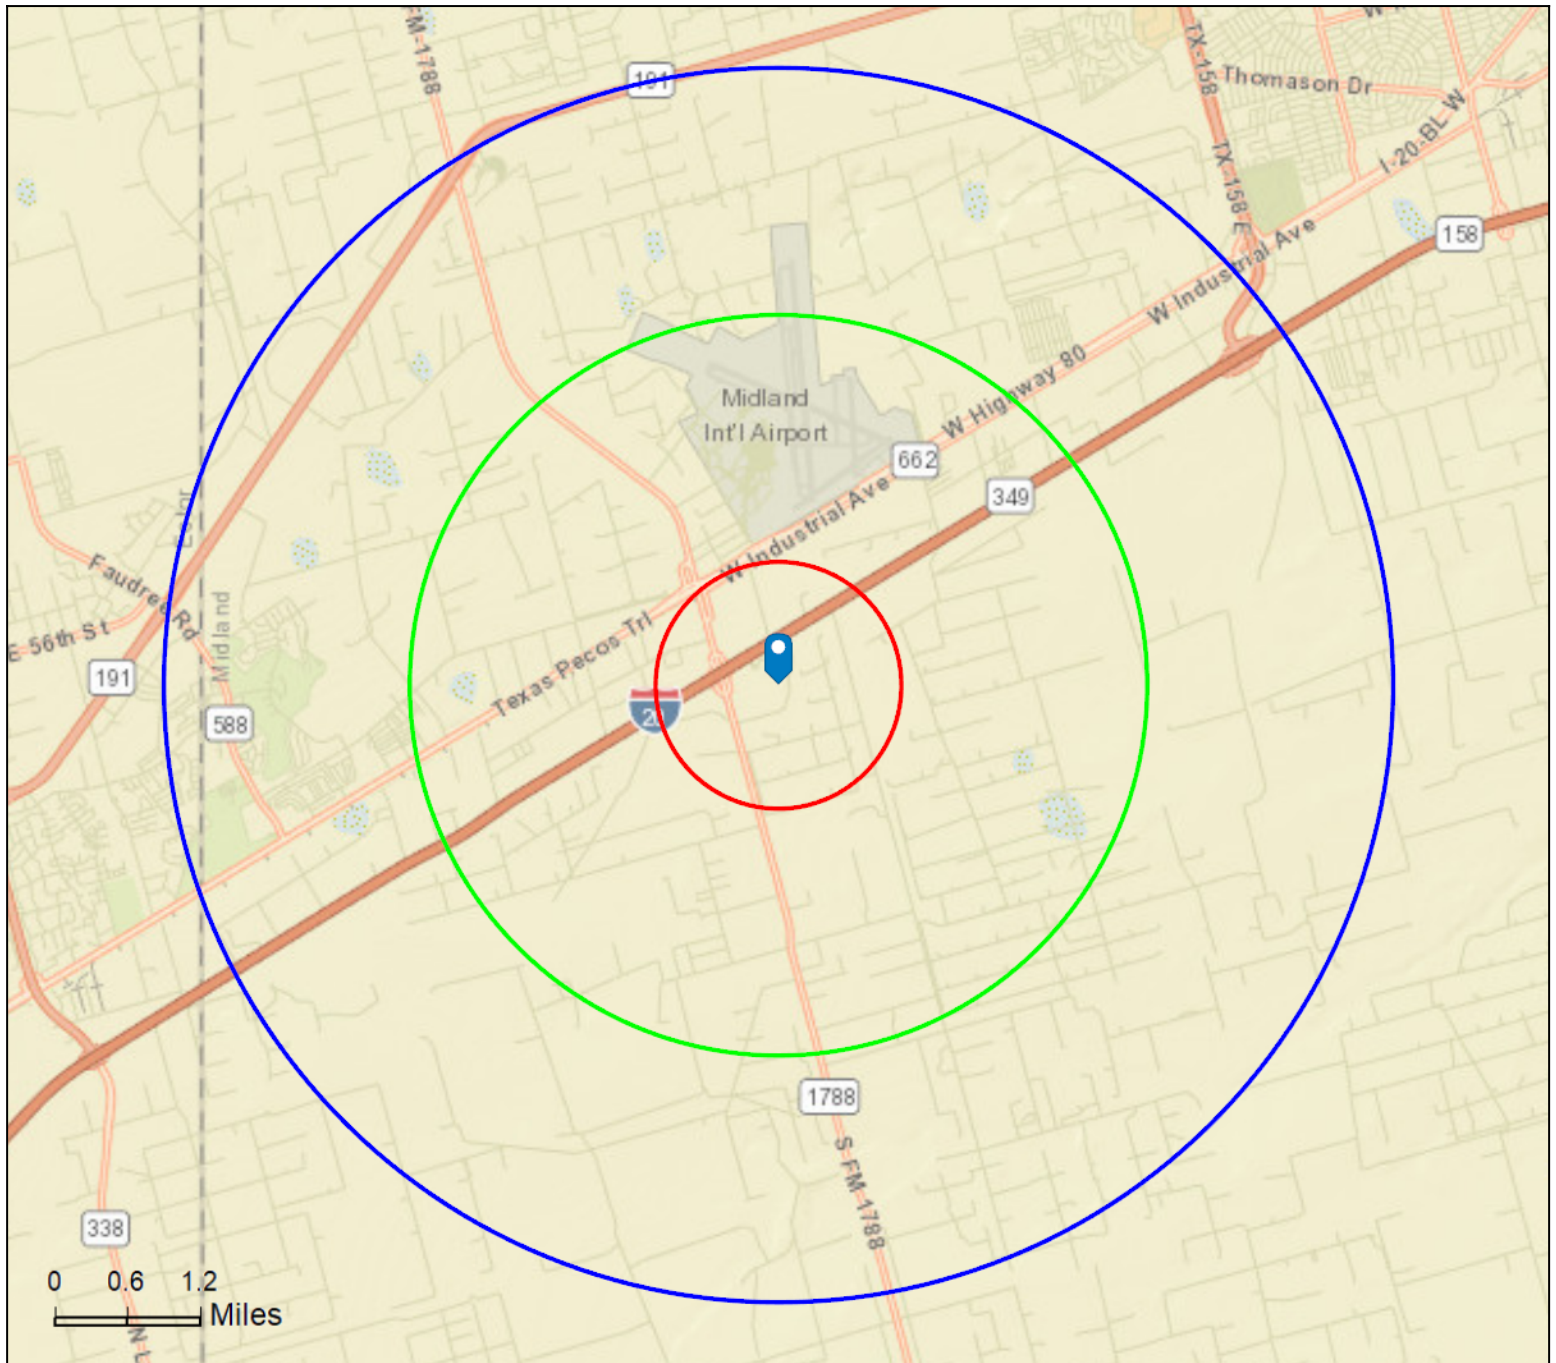 FM-1788
191
TX-158
W
Thomason Dr
I-20-BL W
TX-158 E
158
W Industrial Ave
W Highway 80
Midland
Int'l Airport
662
349
W Industrial Ave
Ector
Midland
Faudree Rd
E 56th St
191
588
Texas Pecos Trl
20
1788
S FM 1788
338
0 0.6 1.2
Miles
N L